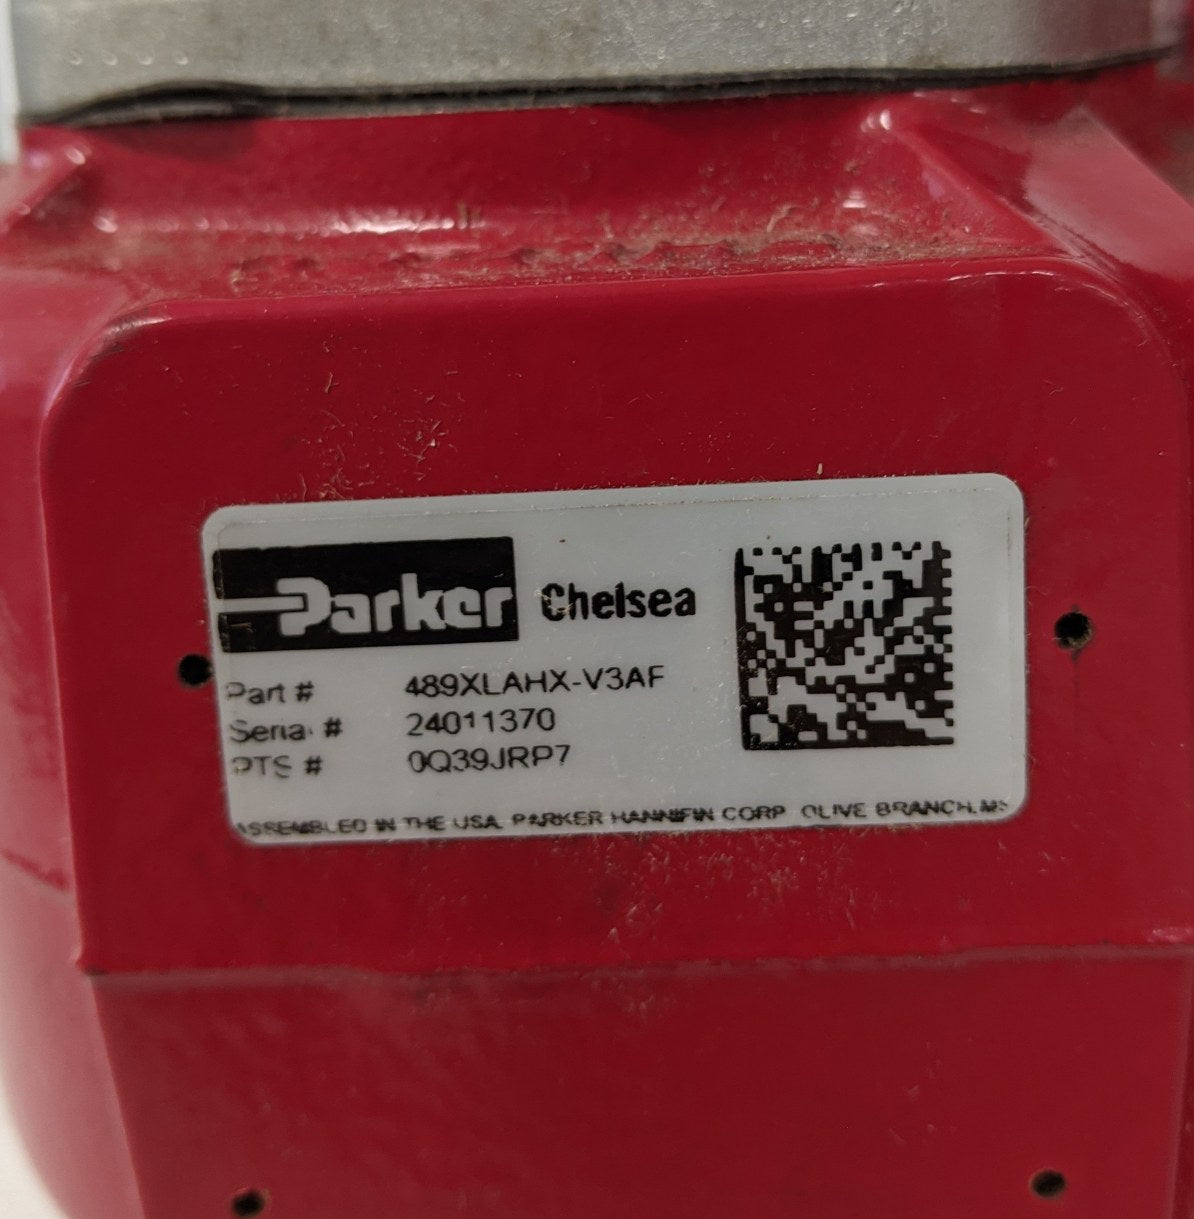 Parker Chelsea
Part # 489XLAHX-V3AF
Serial # 24011370
PTS # 0Q39JRP7
ASSEMBLED IN THE USA. PARKER HANNIFIN CORP. OLIVE BRANCH, MS